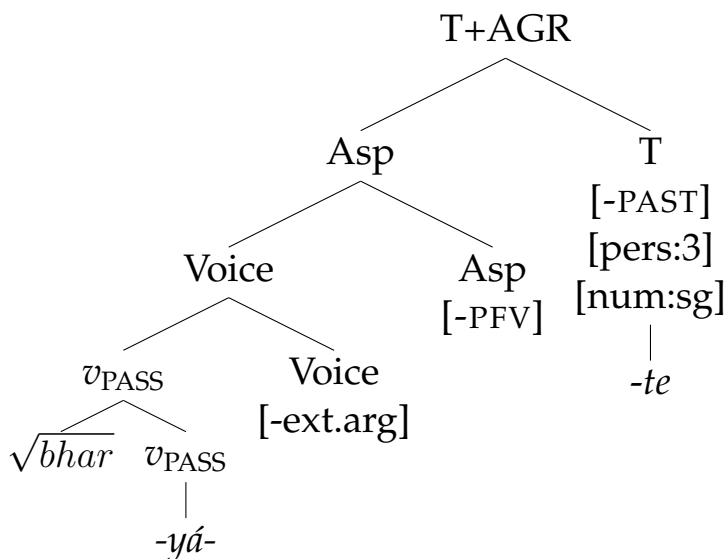 T+AGR
Asp T
[-PAST]
Voice Asp [pers:3]
[-PFV] [num:sg]
vPASS Voice -te
[-ext.arg]
√bhar vPASS
-yá-